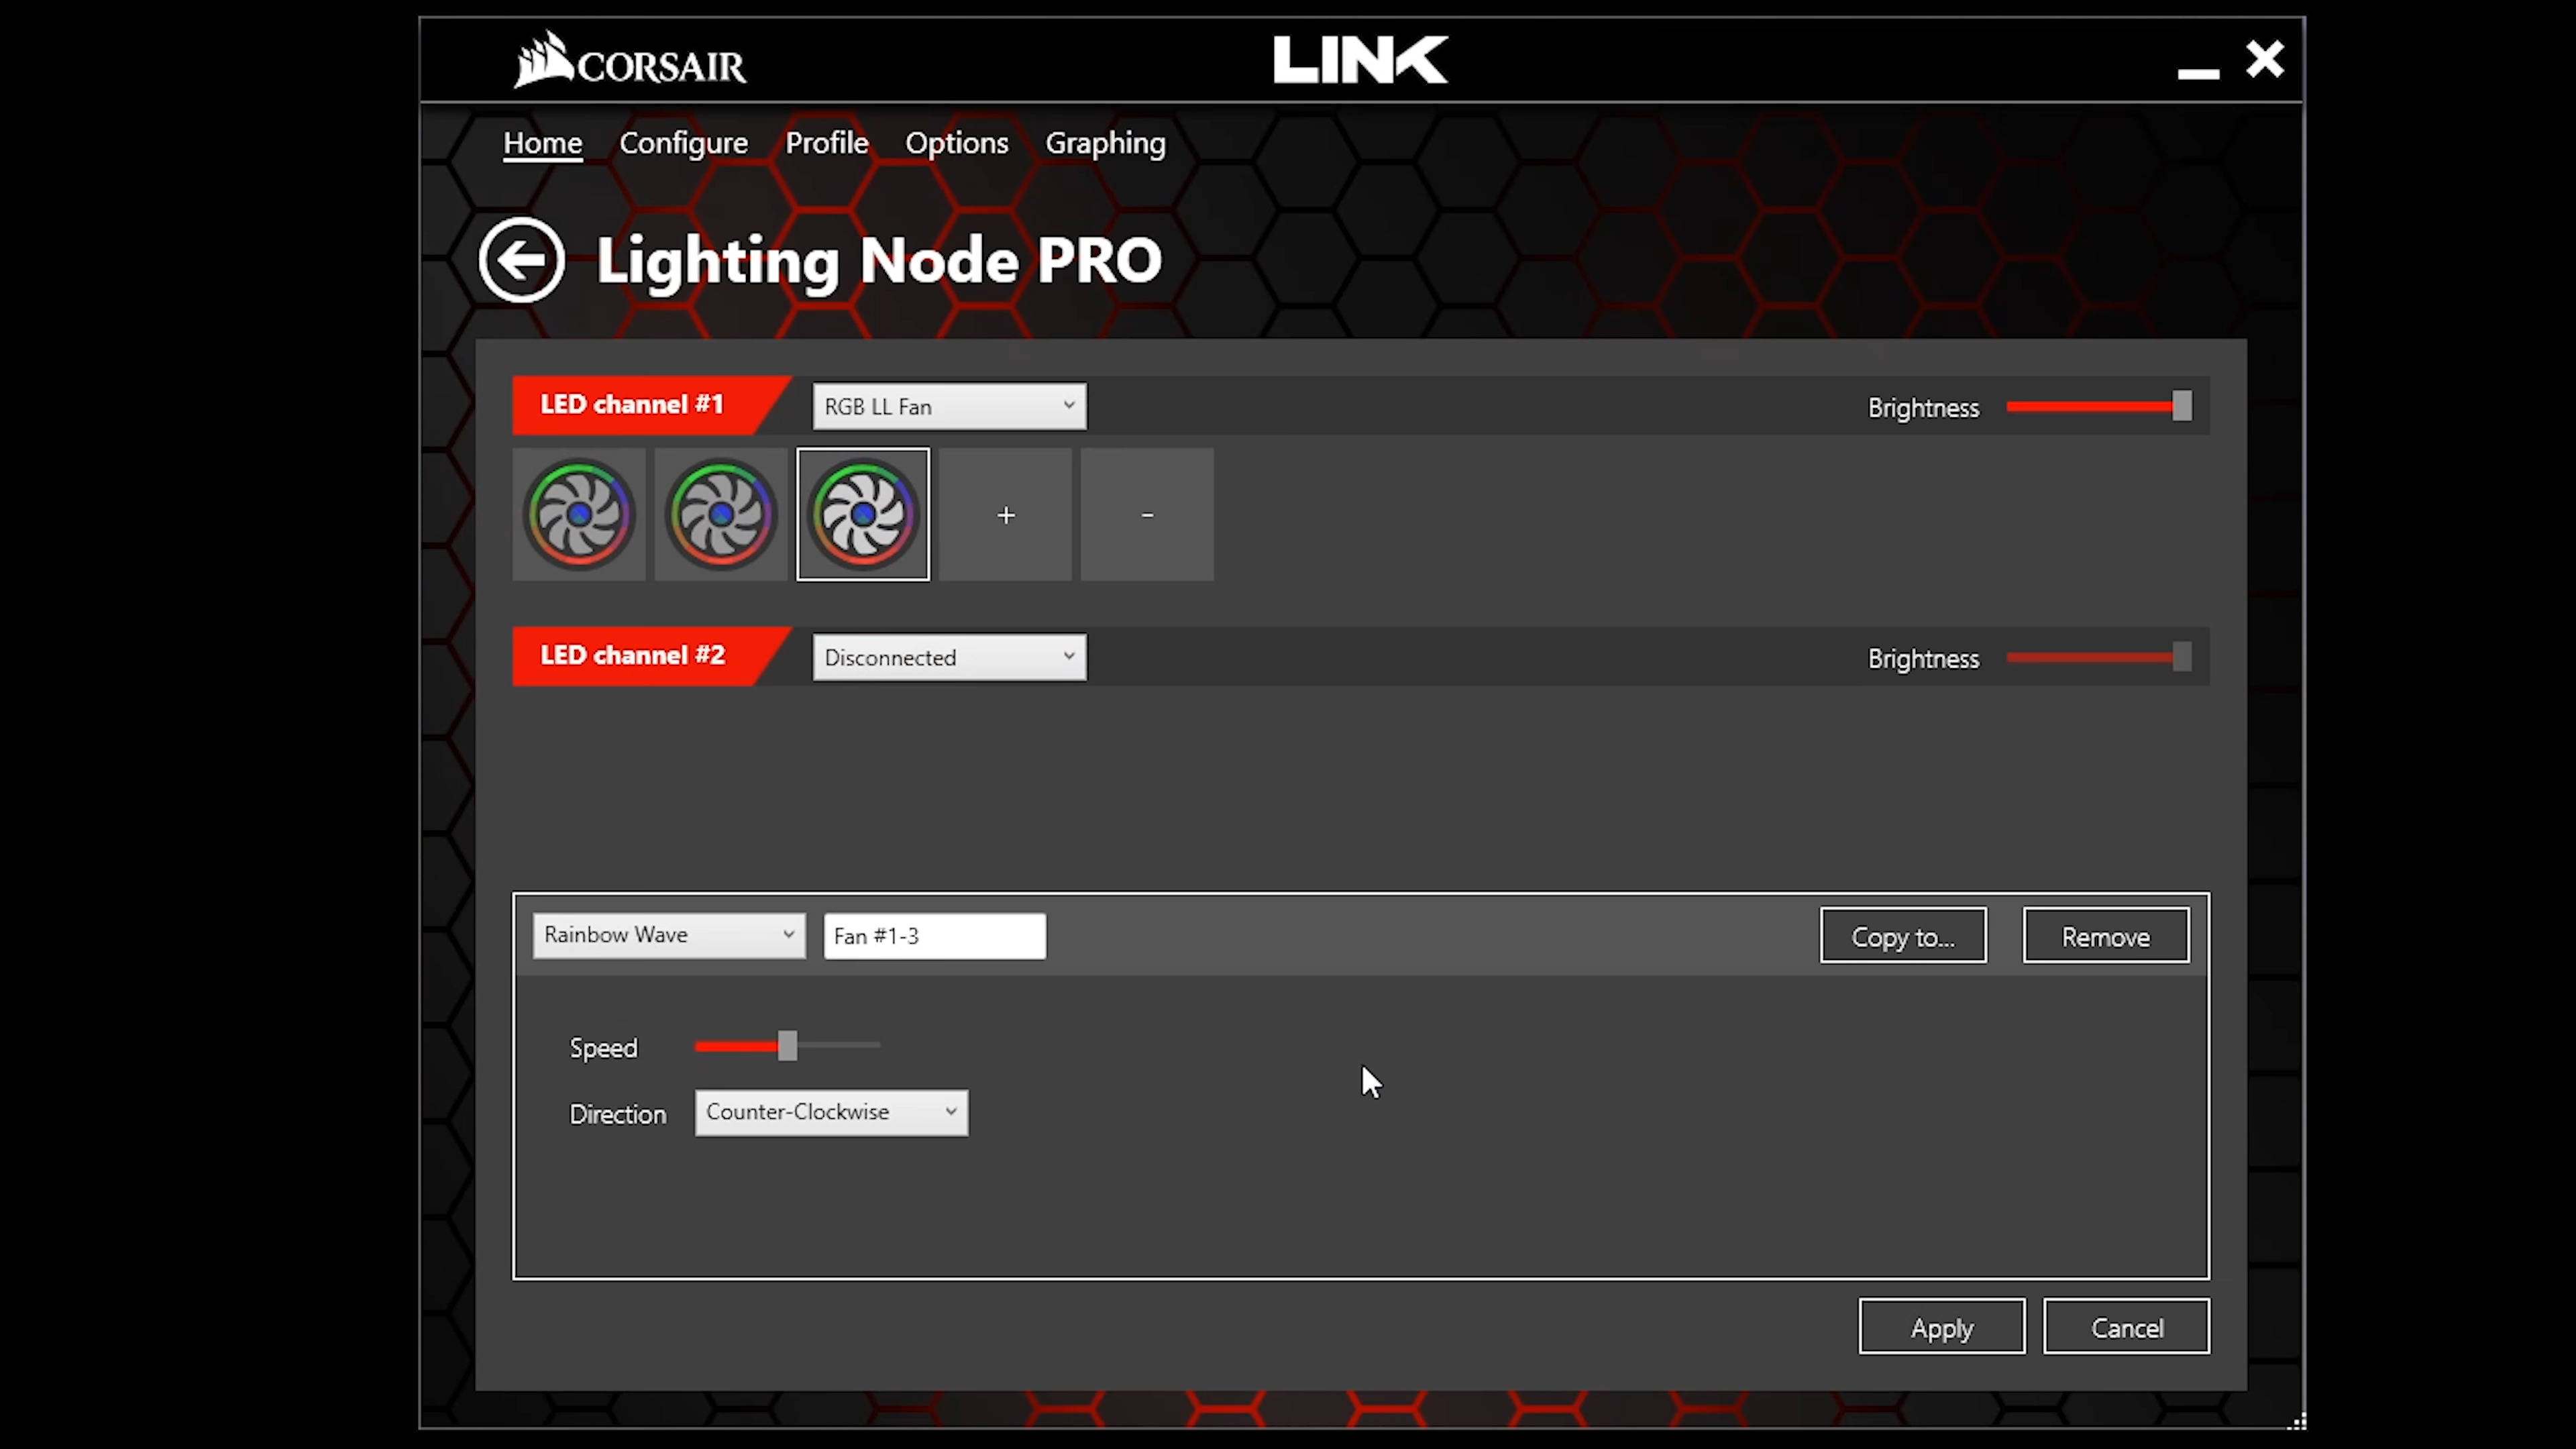 CORSAIR
LINK
Home Configure Profile Options Graphing
Lighting Node PRO
LED channel #1 RGB LL Fan Brightness
+ -
LED channel #2 Disconnected Brightness
Rainbow Wave Fan #1-3 Copy to... Remove
Speed
Direction Counter-Clockwise
Apply Cancel